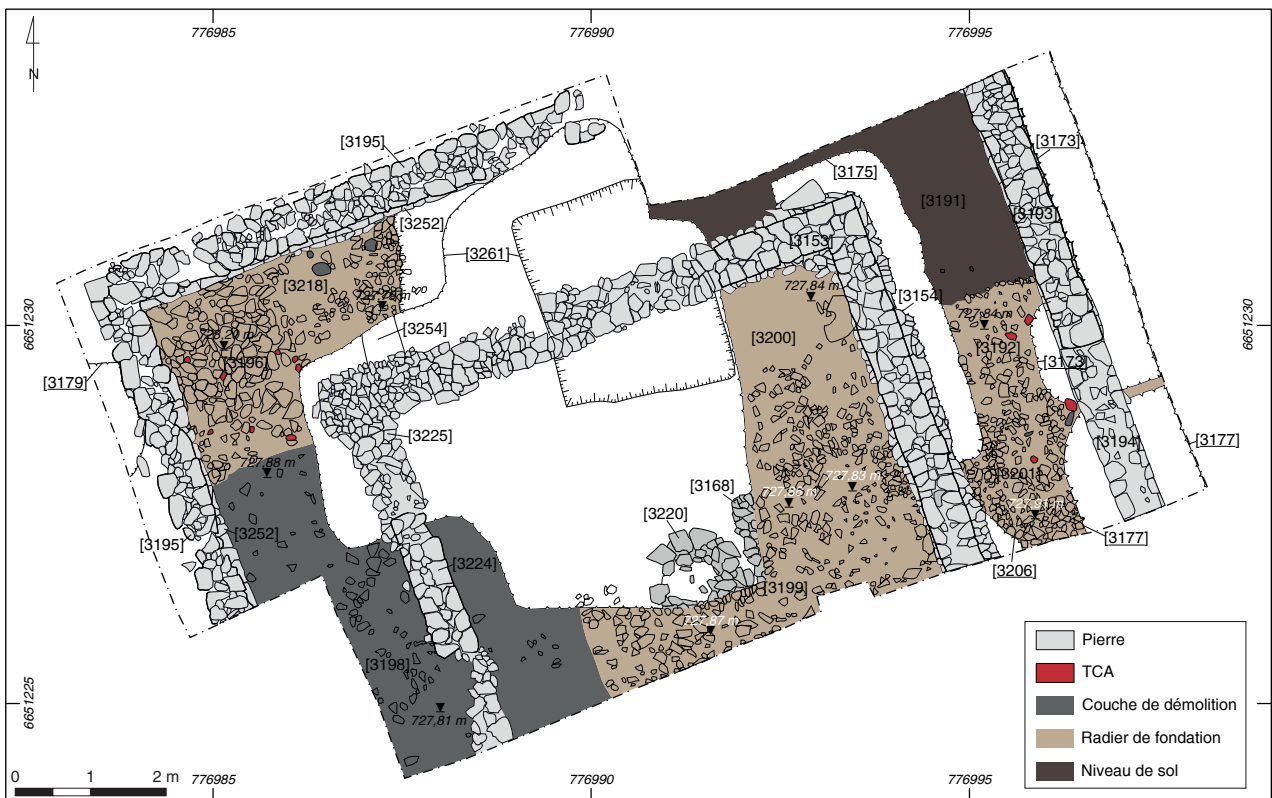 776985 776990 776995
N
[3195]
[3173]
[3175]
[3191]
[3193]
[3252]
[3153]
[3261]
[3218]
727,84 m
[3154]
6651230
6651230
[3254]
727,84 m
[3200]
[3192]
[3196]
[3173]
[3179]
[3225]
[3194]
[3177]
727,88 m
[3201]
727,83 m
[3168]
727,86 m
[3220]
[3252]
[3177]
[3195]
[3224]
[3206]
[3199]
727,87 m
[3198]
727,81 m
6651225
Pierre
TCA
Couche de démolition
Radier de fondation
Niveau de sol
0 1 2 m
776985 776990 776995